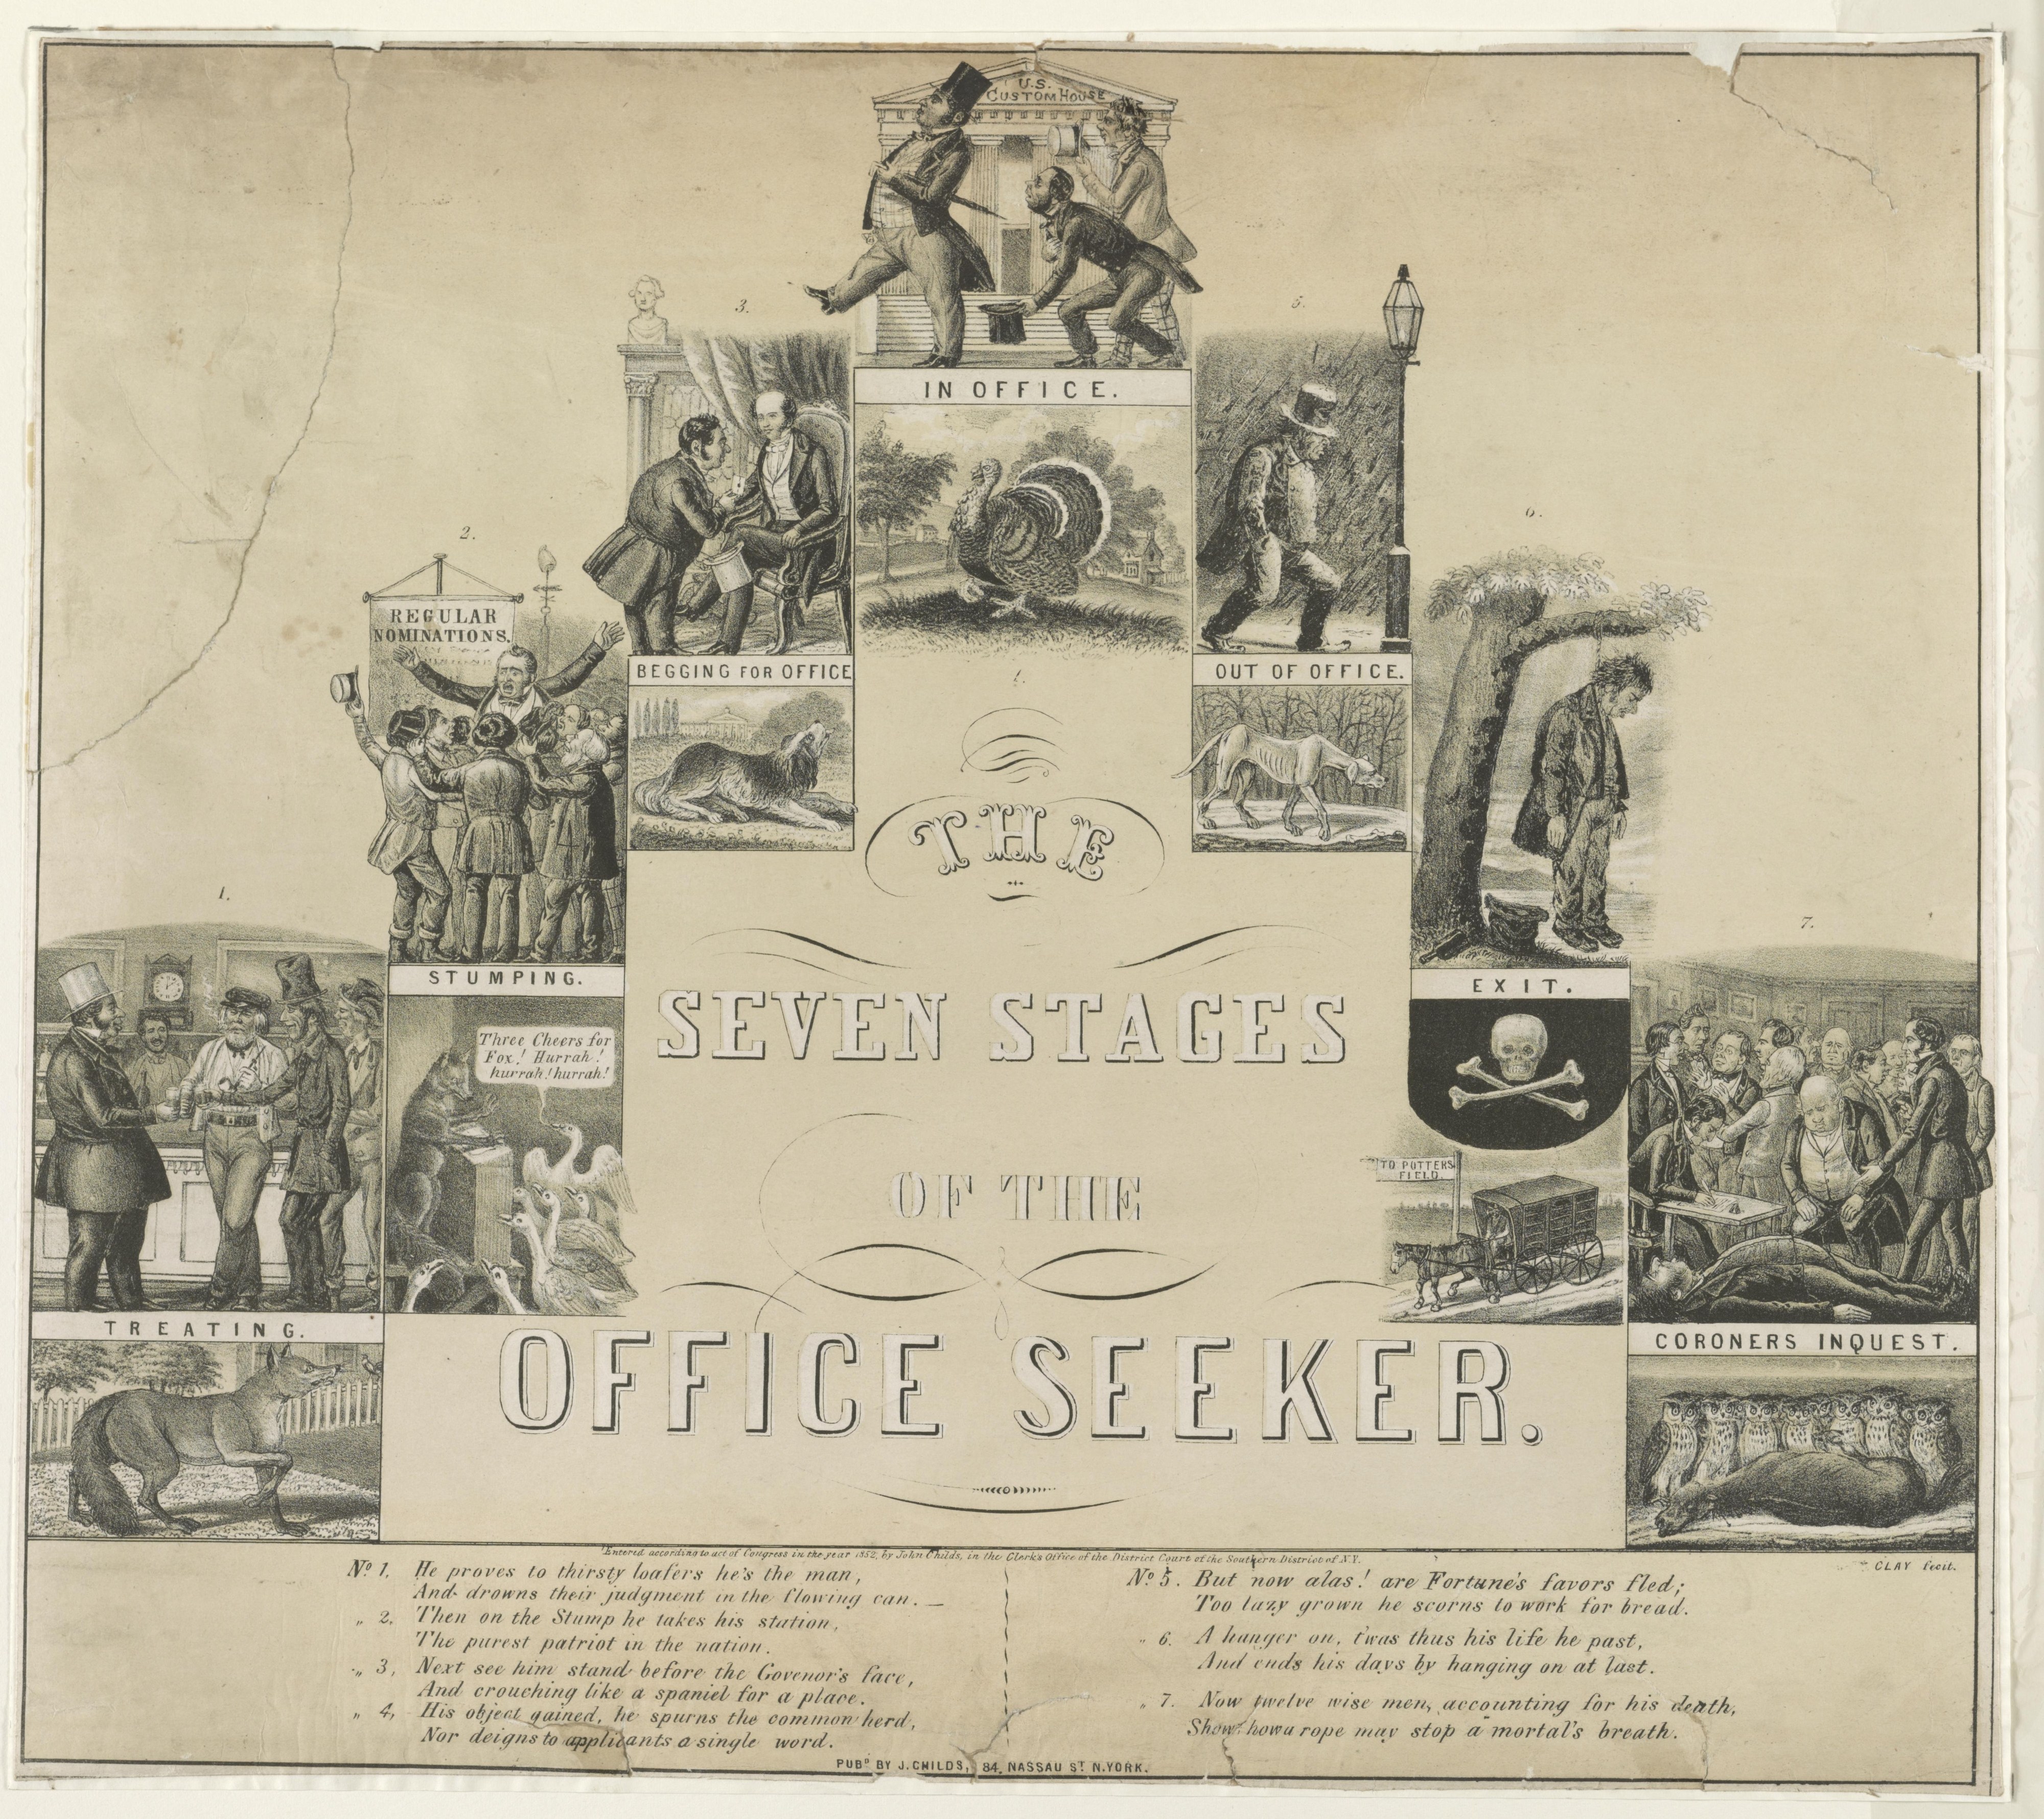 U.S.
CUSTOM HOUSE
3.
5.
IN OFFICE.
2.
6.
REGULAR
NOMINATIONS.
BEGGING FOR OFFICE
OUT OF OFFICE.
4.
THE
1.
7.
STUMPING.
EXIT.
SEVEN STAGES
Three Cheers for
Fox! Hurrah!
hurrah! hurrah!
TO POTTERS
FIELD
OF THE
TREATING.
CORONERS INQUEST.
OFFICE SEEKER.
Entered according to act of Congress in the year 1852, by John Childs, in the Clerk's Office of the District Court of the Southern District of N.Y.
CLAY fecit.
No. 1. He proves to thirsty loafers he's the man,
And drowns their judgment in the flowing can. —
„ 2. Then on the Stump he takes his station,
The purest patriot in the nation.
„ 3, Next see him stand before the Govenor's face,
And crouching like a spaniel for a place.
„ 4, His object gained, he spurns the common herd,
Nor deigns to applicants a single word.
No. 5. But now alas! are Fortune's favors fled;
Too lazy grown he scorns to work for bread.
„ 6. A hanger on, t'was thus his life he past,
And ends his days by hanging on at last.
„ 7. Now twelve wise men, accounting for his death,
Show how a rope may stop a mortal's breath.
PUBD. BY J. CHILDS, 84, NASSAU ST. N. YORK.